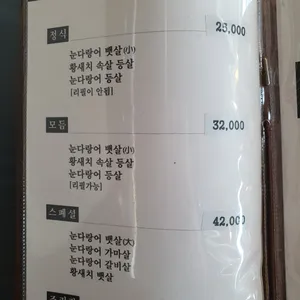 정식 25,000
눈다랑어 뱃살(小)
황새치 속살 등살
눈다랑어 등살
[리필이 안됨]
모듬 32,000
눈다랑어 뱃살(小)
황새치 속살 등살
눈다랑어 등살
[리필가능]
스페셜 42,000
눈다랑어 뱃살(大)
눈다랑어 가마살
눈다랑어 갈비살
황새치 뱃살